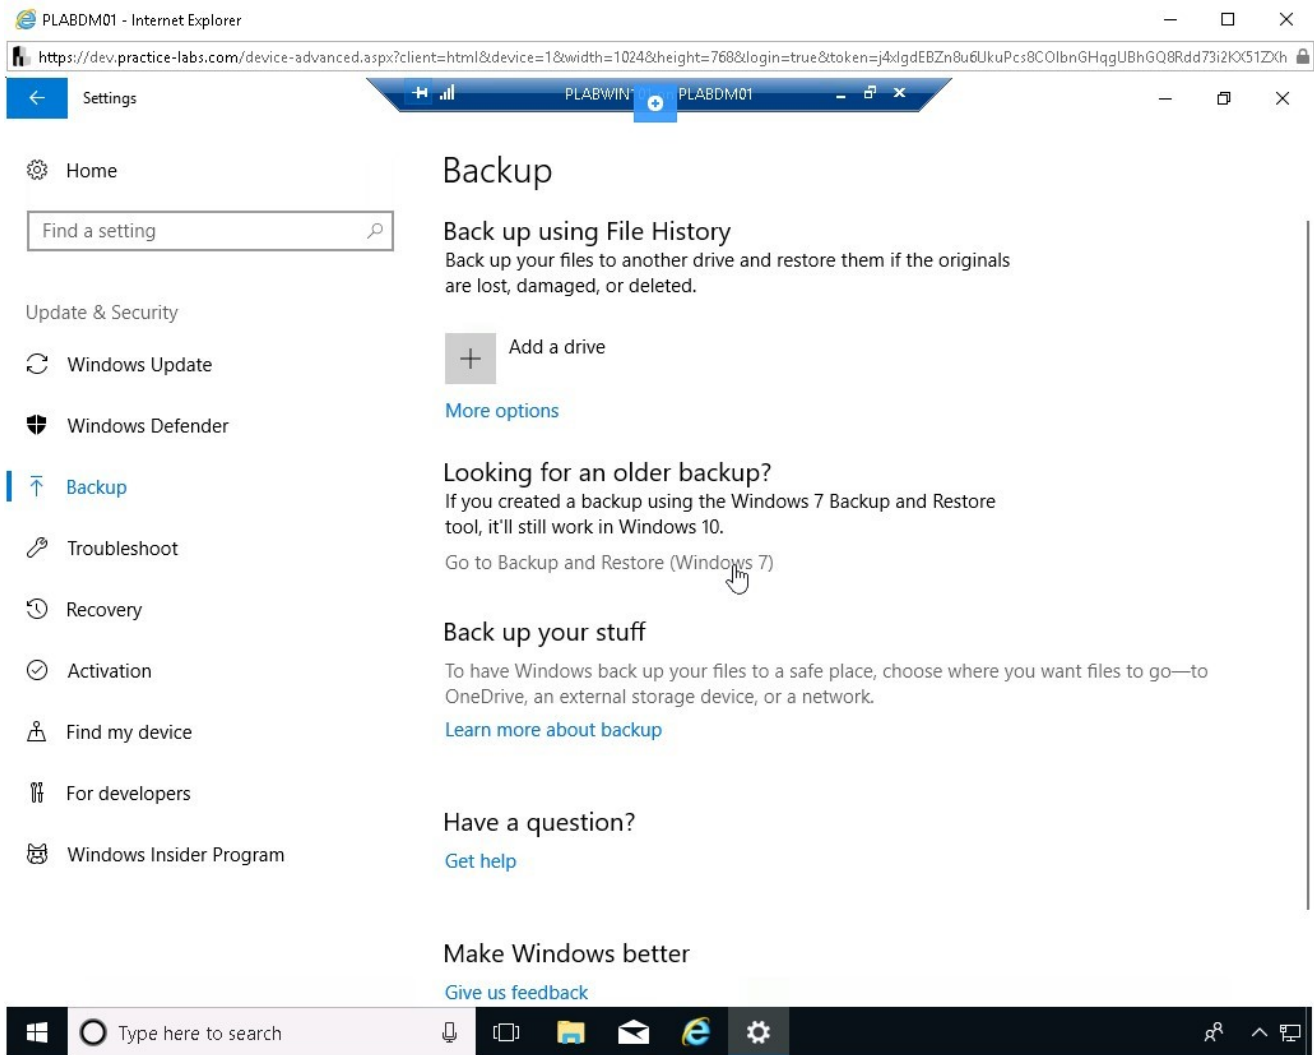 PLABDM01 - Internet Explorer
https://dev.practice-labs.com/device-advanced.aspx?client=html&device=1&width=1024&height=768&login=true&token=
Settings
PLABDM01
Home
Find a setting
Update & Security
Windows Update
Windows Defender
Backup
Troubleshoot
Recovery
Activation
Find my device
For developers
Windows Insider Program
Backup
Back up using File History
Back up your files to another drive and restore them if the originals
are lost, damaged, or deleted.
Add a drive
More options
Looking for an older backup?
If you created a backup using the Windows 7 Backup and Restore
tool, it'll still work in Windows 10.
Go to Backup and Restore (Windows 7)
Back up your stuff
To have Windows back up your files to a safe place, choose where you want files to go—to
OneDrive, an external storage device, or a network.
Learn more about backup
Have a question?
Get help
Make Windows better
Give us feedback
Type here to search